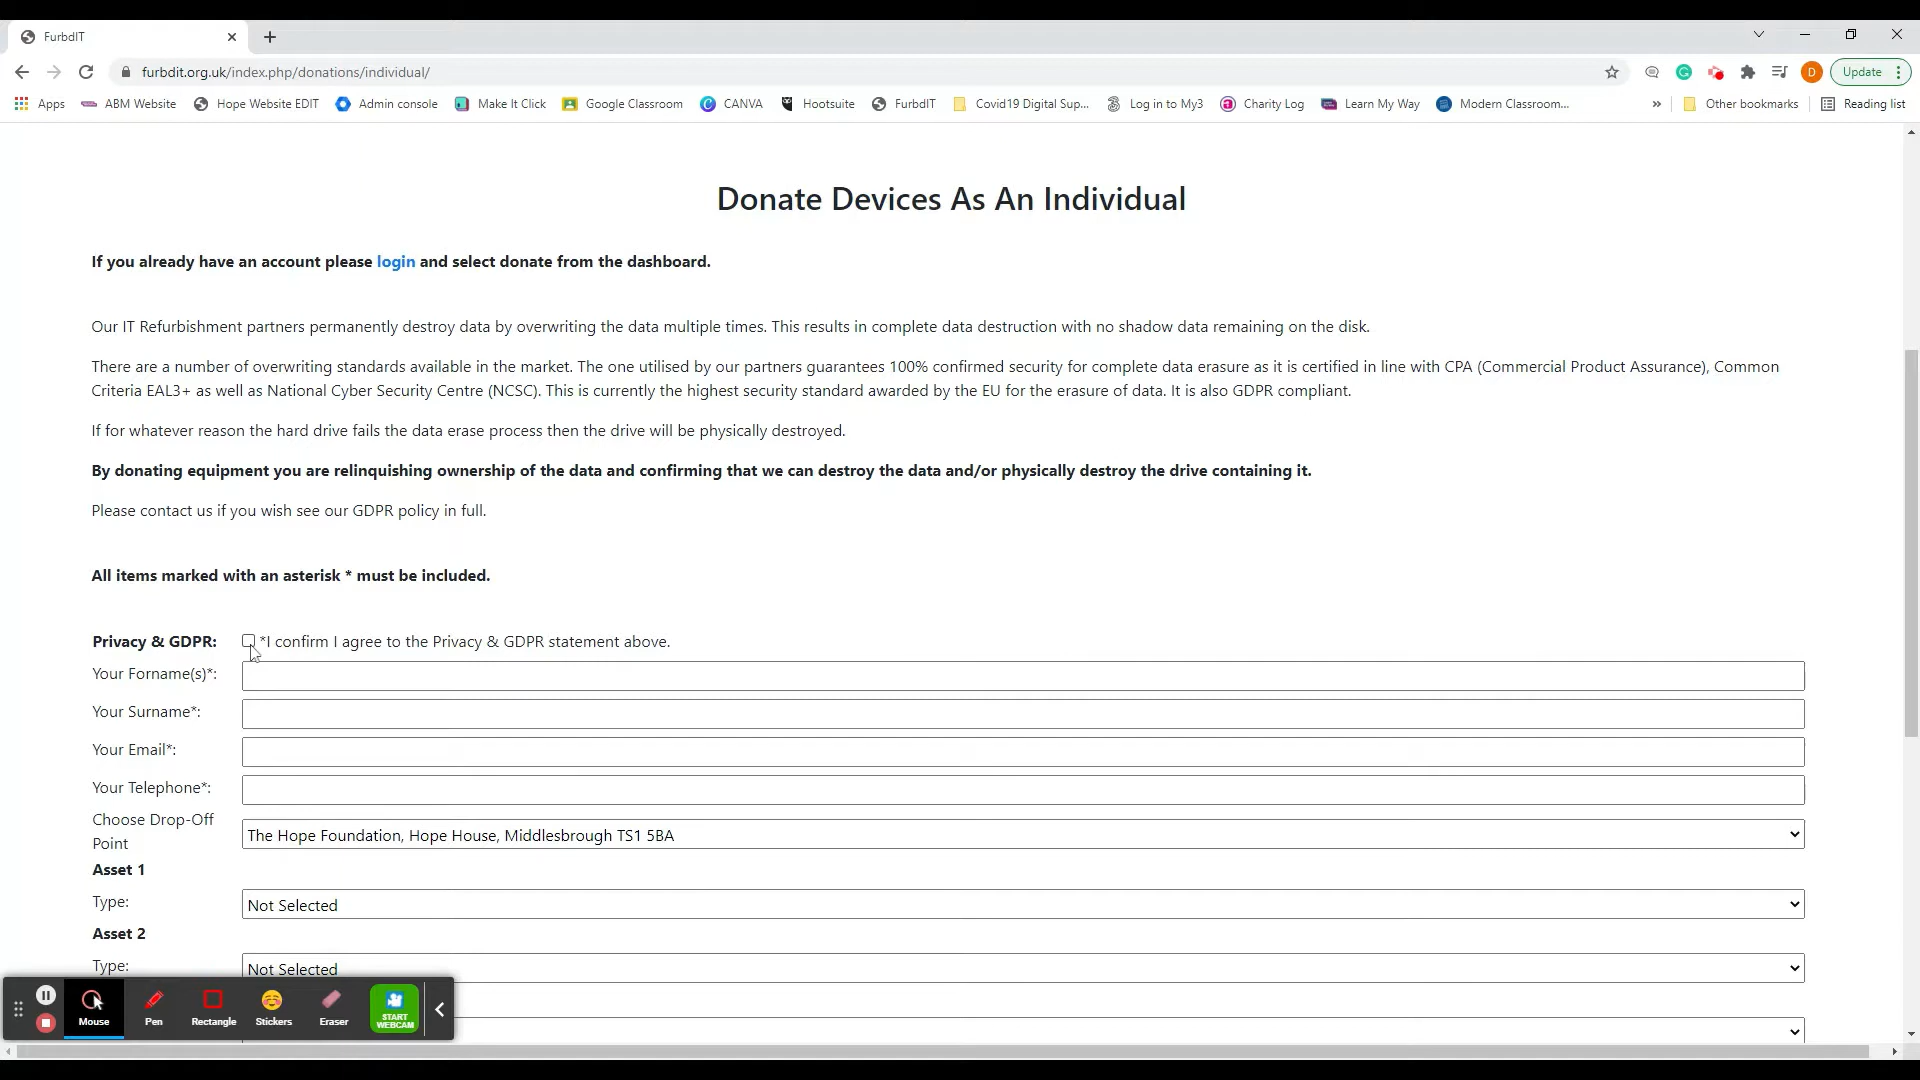 FurbdIT
furbdit.org.uk/index.php/donations/individual/
D
Update
Apps ABM Website Hope Website EDIT Admin console Make It Click Google Classroom CANVA Hootsuite FurbdIT Covid19 Digital Sup... Log in to My3 Charity Log Learn My Way Modern Classroom... » Other bookmarks Reading list
Donate Devices As An Individual
If you already have an account please login and select donate from the dashboard.
Our IT Refurbishment partners permanently destroy data by overwriting the data multiple times. This results in complete data destruction with no shadow data remaining on the disk.
There are a number of overwriting standards available in the market. The one utilised by our partners guarantees 100% confirmed security for complete data erasure as it is certified in line with CPA (Commercial Product Assurance), Common
Criteria EAL3+ as well as National Cyber Security Centre (NCSC). This is currently the highest security standard awarded by the EU for the erasure of data. It is also GDPR compliant.
If for whatever reason the hard drive fails the data erase process then the drive will be physically destroyed.
By donating equipment you are relinquishing ownership of the data and confirming that we can destroy the data and/or physically destroy the drive containing it.
Please contact us if you wish see our GDPR policy in full.
All items marked with an asterisk * must be included.
Privacy & GDPR: *I confirm I agree to the Privacy & GDPR statement above.
Your Forname(s)*:
Your Surname*:
Your Email*:
Your Telephone*:
Choose Drop-Off
Point
The Hope Foundation, Hope House, Middlesbrough TS1 5BA
Asset 1
Type: Not Selected
Asset 2
Type: Not Selected
Mouse Pen Rectangle Stickers Eraser START
WEBCAM